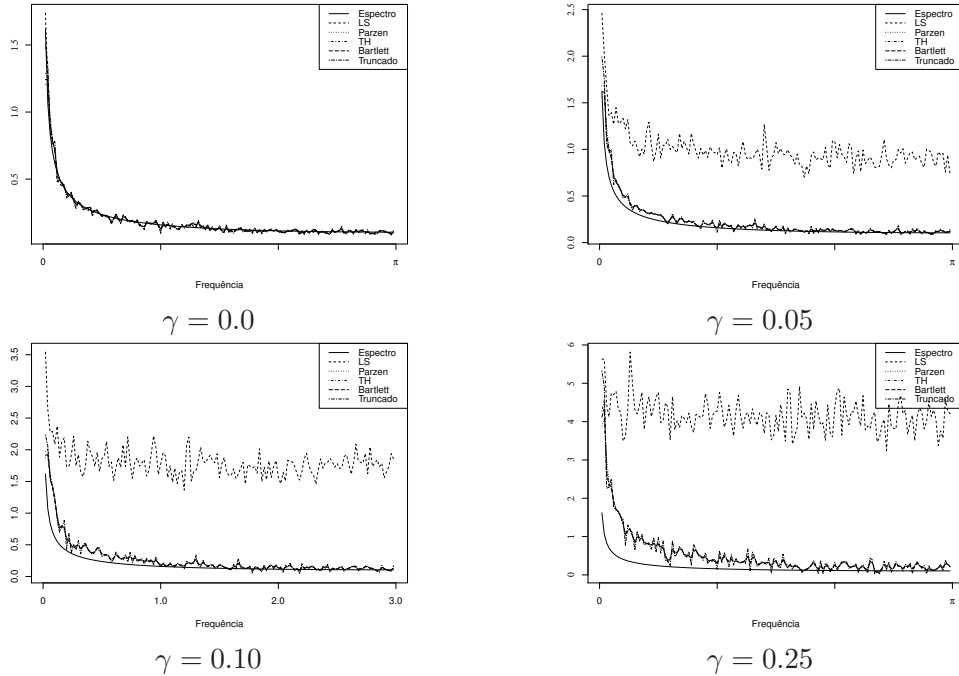 Espectro
LS
Parzen
TH
Bartlett
Truncado
1.5
1.0
0.5
0
π
Frequência
γ = 0.0
Espectro
LS
Parzen
TH
Bartlett
Truncado
2.5
2.0
1.5
1.0
0.5
0.0
0
π
Frequência
γ = 0.05
Espectro
LS
Parzen
TH
Bartlett
Truncado
3.5
3.0
2.5
2.0
1.5
1.0
0.5
0.0
0
1.0
2.0
3.0
Frequência
γ = 0.10
Espectro
LS
Parzen
TH
Bartlett
Truncado
6
5
4
3
2
1
0
0
π
Frequência
γ = 0.25